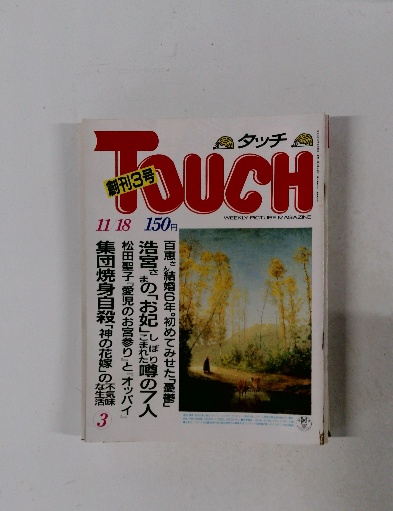 タッチ
TOUCH
創刊3号
WEEKLY PICTURE MAGAZINE
11 18 150円
百恵さん結婚6年。初めてみせた「憂鬱」
浩宮さまの「お妃」しぼりこまれた噂の7人
松田聖子「愛児のお宮参り」と「オッパイ」
集団焼身自殺「神の花嫁」の不気味な生活
3